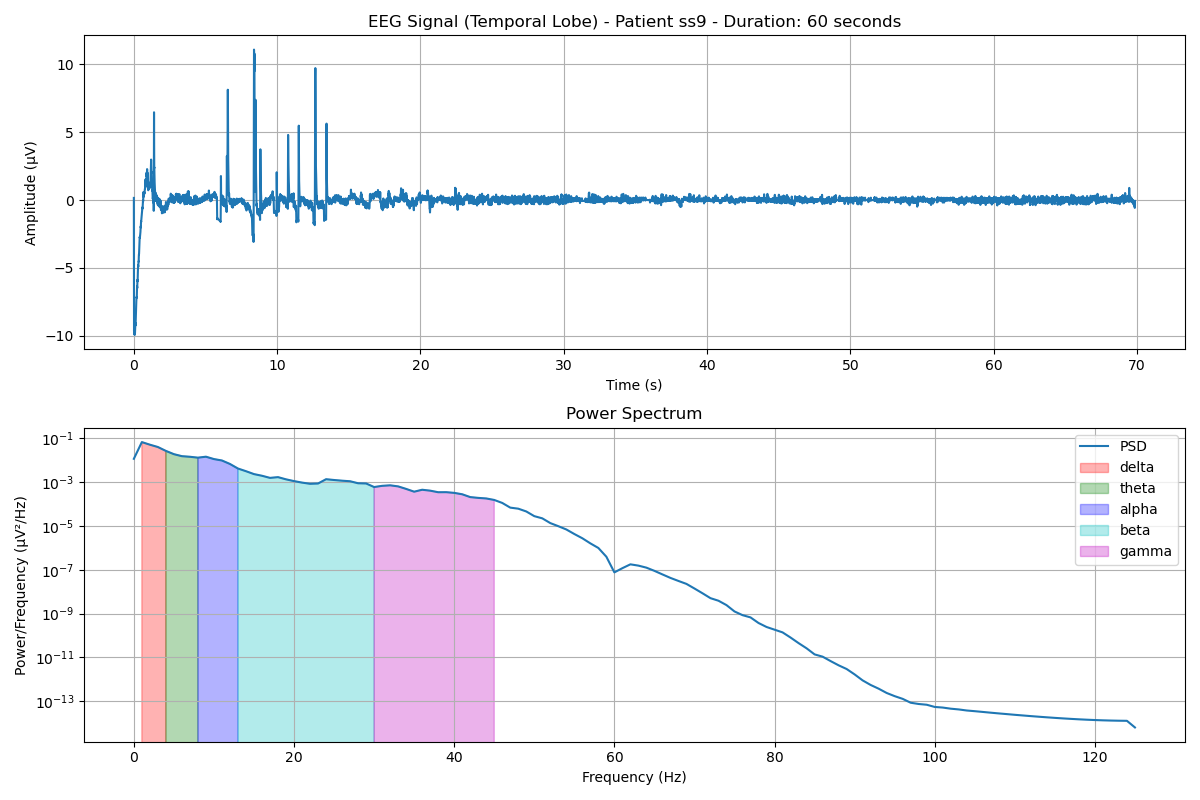 EEG Signal (Temporal Lobe) - Patient ss9 - Duration: 60 seconds
Amplitude (µV)
10
5
0
−5
−10
0 10 20 30 40 50 60 70
Time (s)
Power Spectrum
Power/Frequency (µV²/Hz)
10⁻¹
10⁻³
10⁻⁵
10⁻⁷
10⁻⁹
10⁻¹¹
10⁻¹³
PSD
delta
theta
alpha
beta
gamma
0 20 40 60 80 100 120
Frequency (Hz)